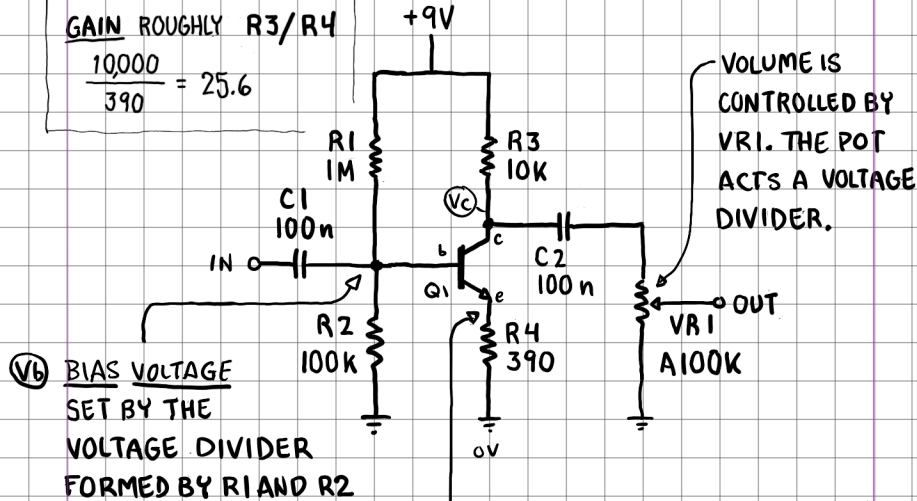 GAIN ROUGHLY R3/R4
10,000
390
= 25.6
+9V
R1
1M
R3
10K
Vc
C1
100n
IN
b
c
Q1
e
C2
100n
R2
100k
R4
390
0V
VR1
A100K
OUT
VOLUME IS
CONTROLLED BY
VR1. THE POT
ACTS A VOLTAGE
DIVIDER.
Vb BIAS VOLTAGE
SET BY THE
VOLTAGE DIVIDER
FORMED BY R1 AND R2